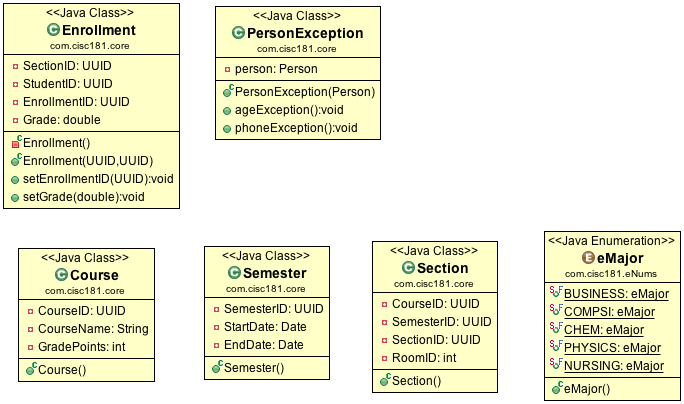 <<Java Class>>
Enrollment
com.cisc181.core
SectionID: UUID
StudentID: UUID
EnrollmentID: UUID
Grade: double
Enrollment()
Enrollment(UUID,UUID)
setEnrollmentID(UUID):void
setGrade(double):void
<<Java Class>>
PersonException
com.cisc181.core
person: Person
PersonException(Person)
ageException():void
phoneException():void
<<Java Class>>
Course
com.cisc181.core
CourseID: UUID
CourseName: String
GradePoints: int
Course()
<<Java Class>>
Semester
com.cisc181.core
SemesterID: UUID
StartDate: Date
EndDate: Date
Semester()
<<Java Class>>
Section
com.cisc181.core
CourseID: UUID
SemesterID: UUID
SectionID: UUID
RoomID: int
Section()
<<Java Enumeration>>
eMajor
com.cisc181.eNums
BUSINESS: eMajor
COMPSI: eMajor
CHEM: eMajor
PHYSICS: eMajor
NURSING: eMajor
eMajor()